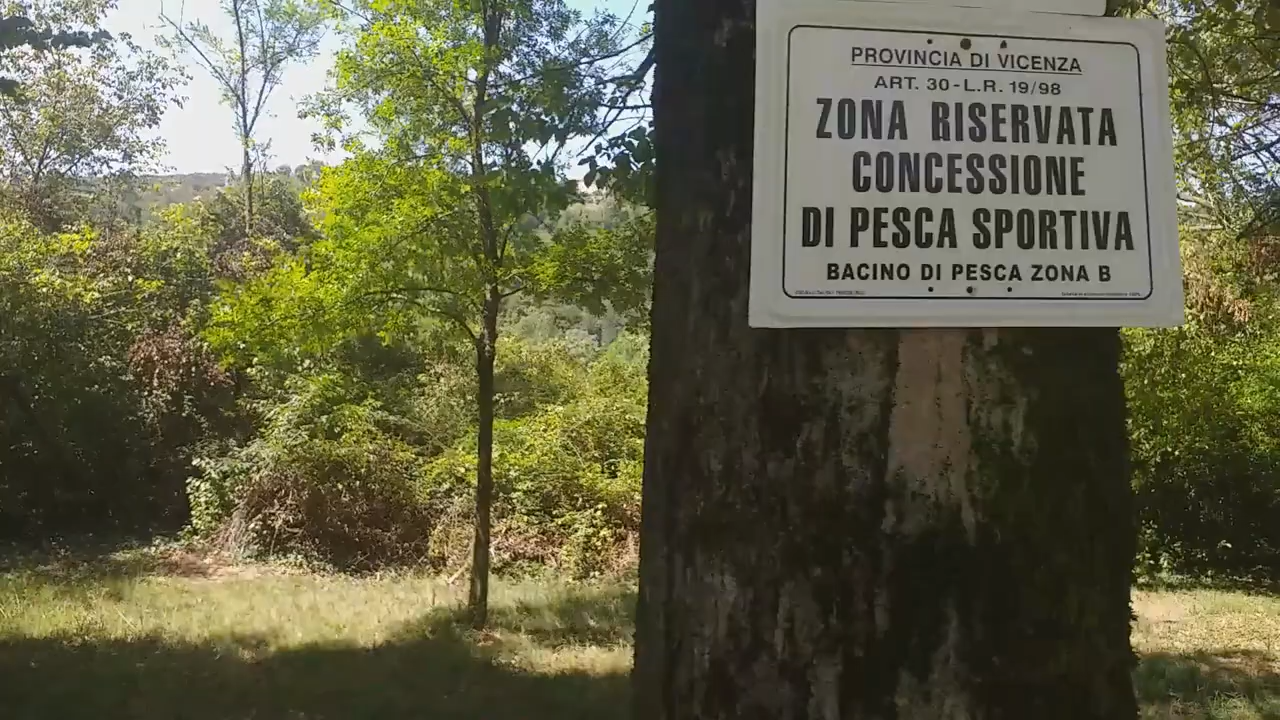 PROVINCIA DI VICENZA
ART. 30 - L.R. 19/98
ZONA RISERVATA
CONCESSIONE
DI PESCA SPORTIVA
BACINO DI PESCA ZONA B